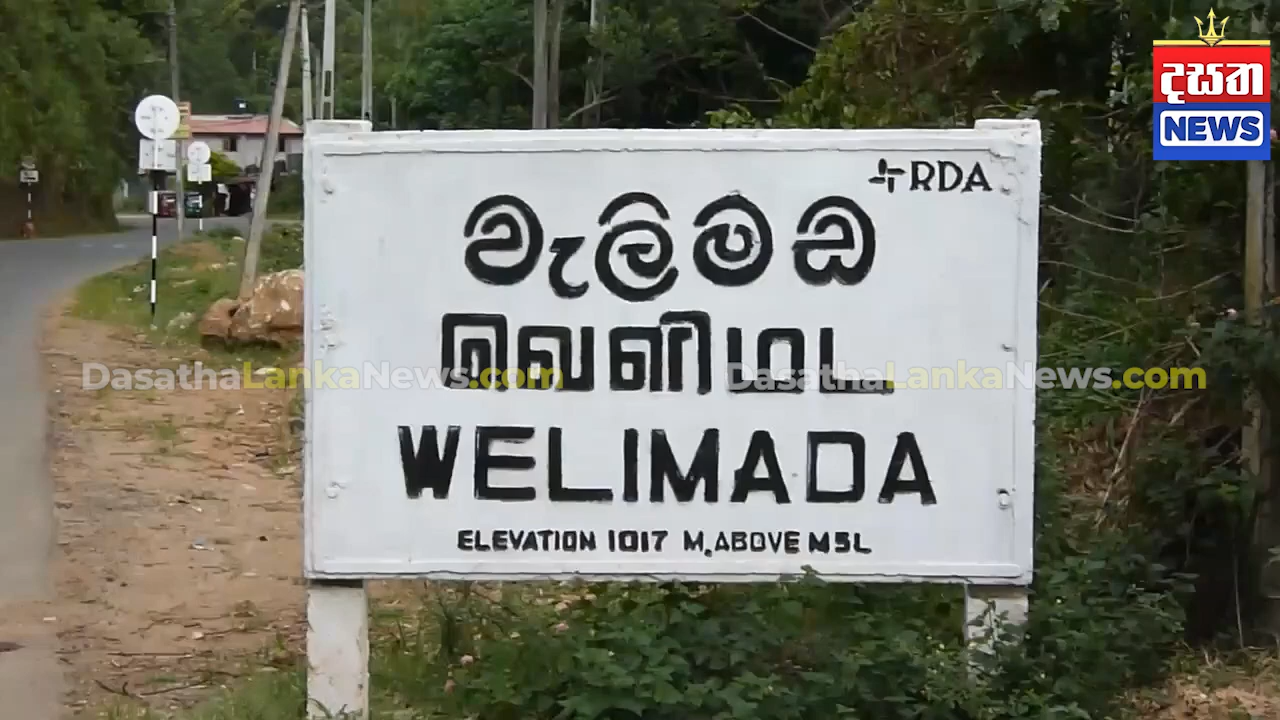 දසත
NEWS
RDA
වැලිමඩ
வெளிமட
DasathaLankaNews.com DasathaLankaNews.com
WELIMADA
ELEVATION 1017 M. ABOVE MSL